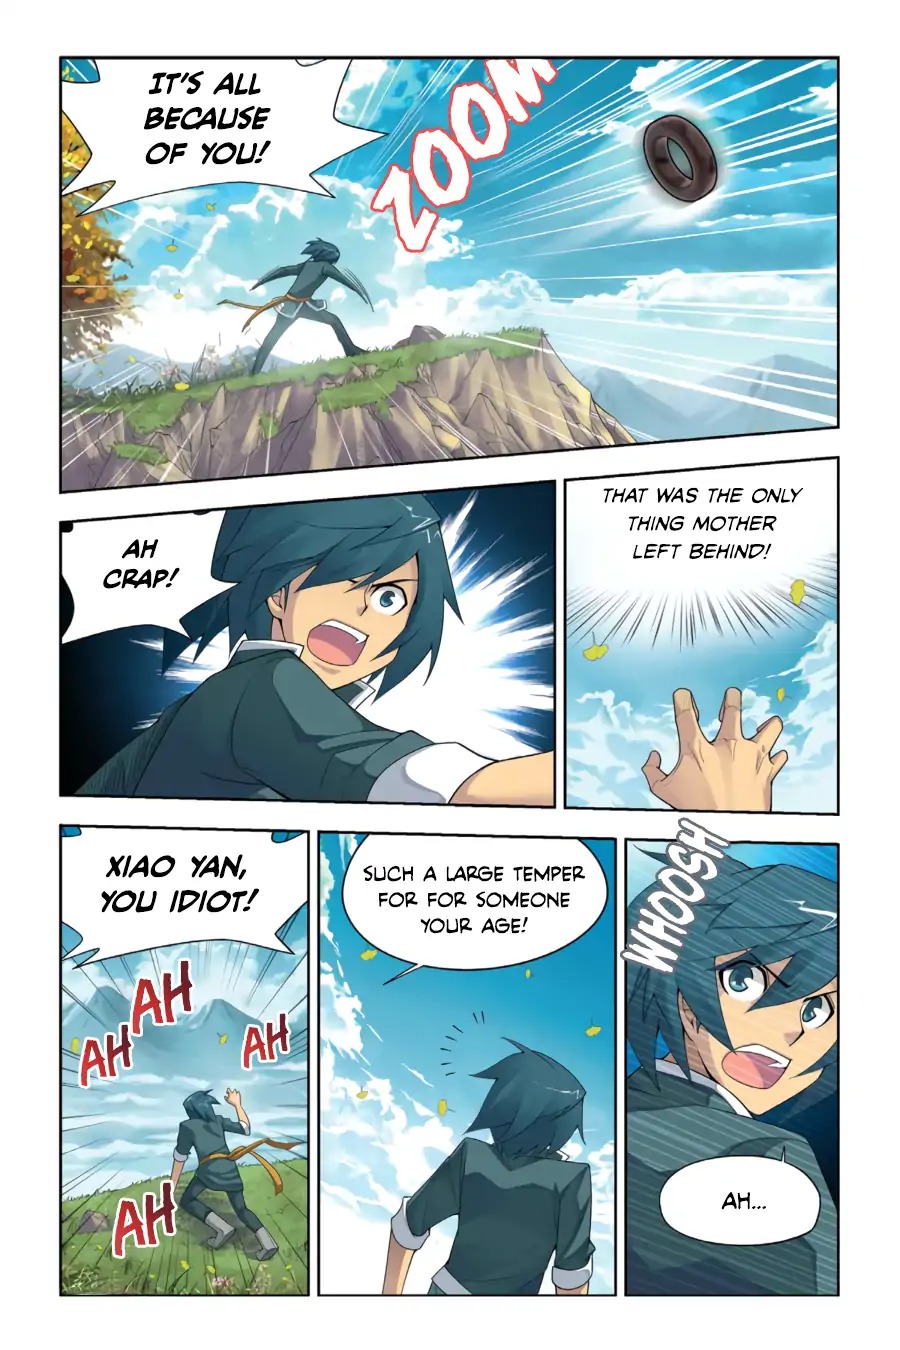 IT'S ALL
BECAUSE
OF YOU!
ZOOM
AH
CRAP!
THAT WAS THE ONLY
THING MOTHER
LEFT BEHIND!
XIAO YAN,
YOU IDIOT!
AH
AH
AH
AH
SUCH A LARGE TEMPER
FOR FOR SOMEONE
YOUR AGE!
WHOOSH
AH...